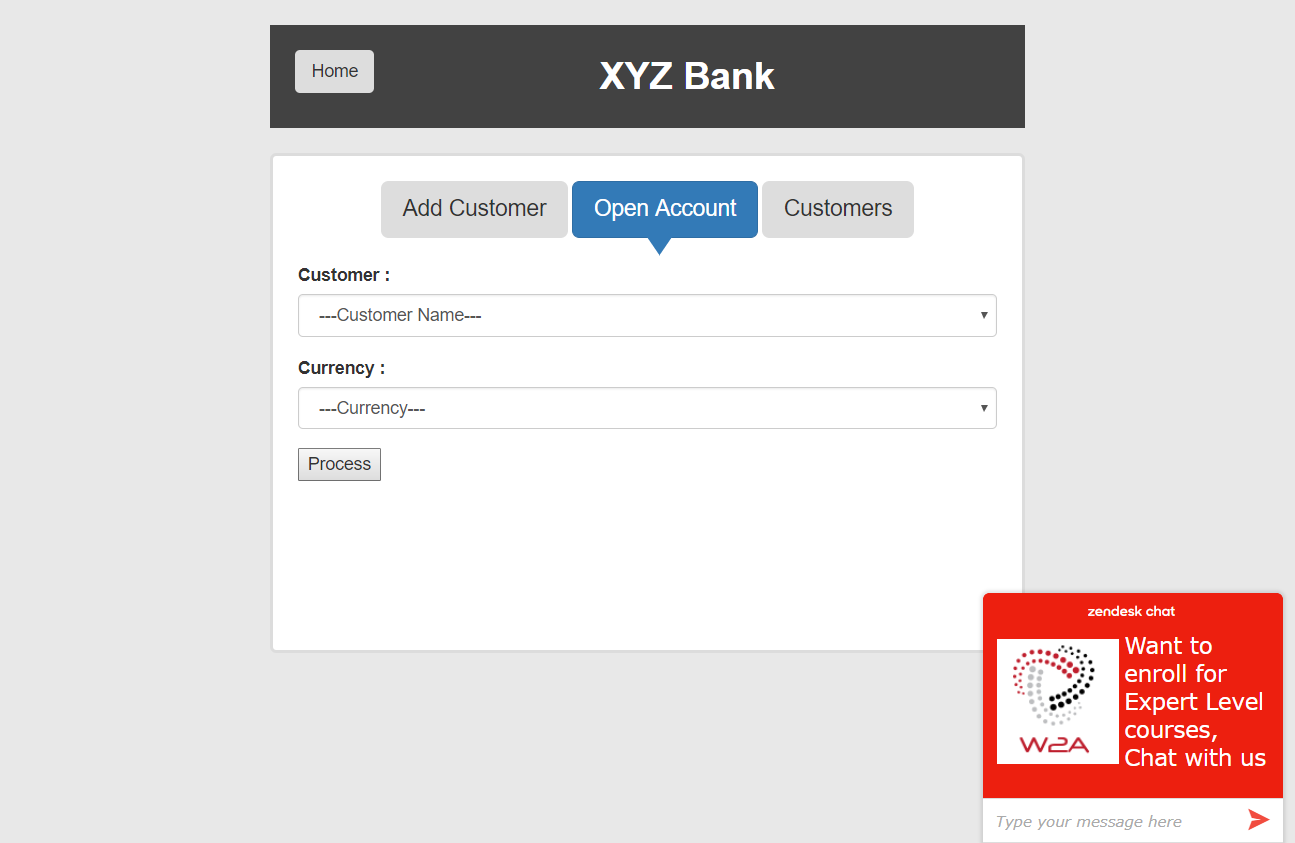 Home
XYZ Bank
Add Customer
Open Account
Customers
Customer :
---Customer Name---
Currency :
---Currency---
Process
zendesk chat
Want to
enroll for
Expert Level
courses,
Chat with us
W2A
Type your message here